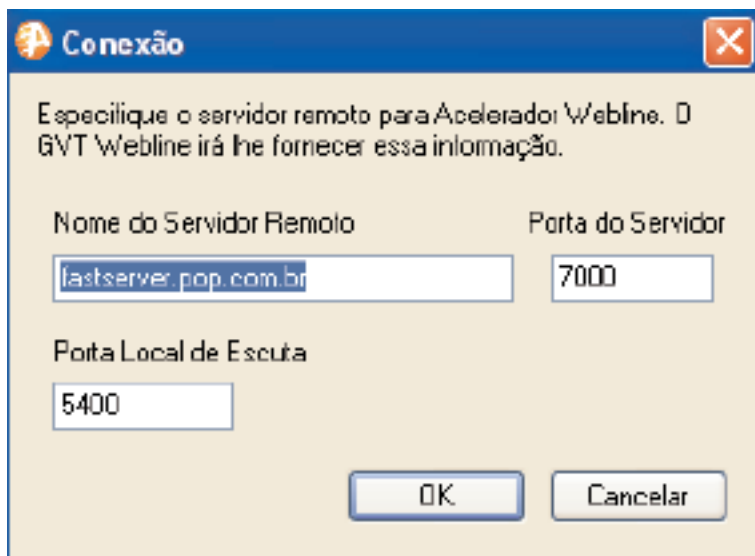 Conexão
Especifique o servidor remoto para Acelerador Webline. O
GVT Webline irá lhe fornecer essa informação.
Nome do Servidor Remoto
Porta do Servidor
fastserver.pop.com.br
7000
Porta Local de Escuta
5400
OK
Cancelar